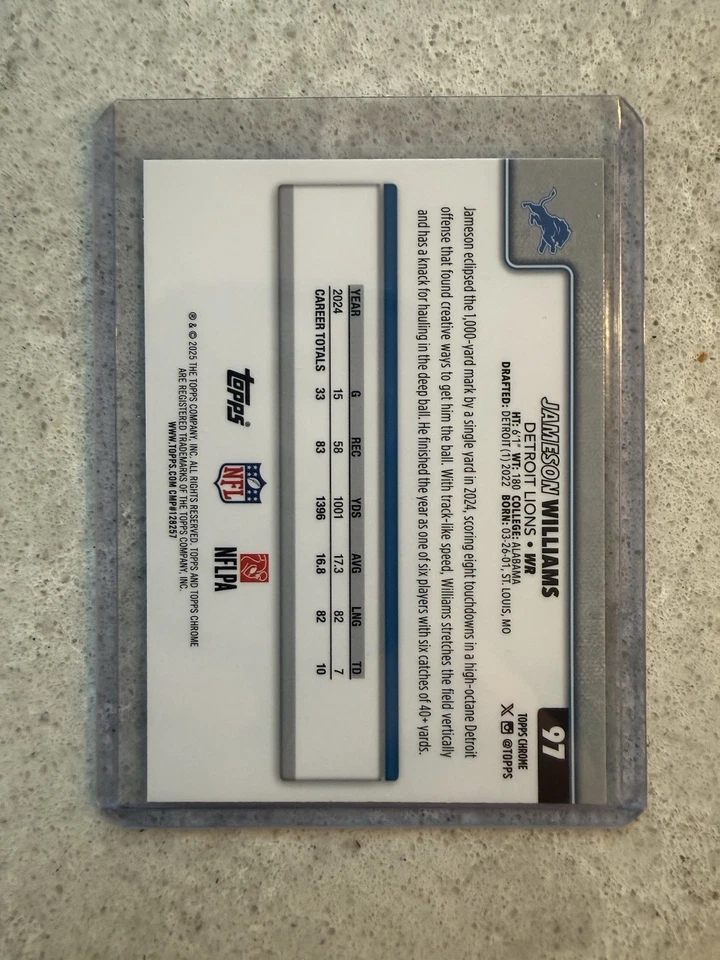 97
JAMESON WILLIAMS
DETROIT LIONS • WR
HT: 6'1" WT: 180 COLLEGE: ALABAMA
DRAFTED: DETROIT (1) 2022 BORN: 03-26-01, ST. LOUIS, MO
TOPPS CHROME
@TOPPS
Jameson eclipsed the 1,000-yard mark by a single yard in 2024, scoring eight touchdowns in a high-octane Detroit
offense that found creative ways to get him the ball. With track-like speed, Williams stretches the field vertically
and has a knack for hauling in the deep ball. He finished the year as one of six players with six catches of 40+ yards.
YEAR G REC YDS AVG LNG TD
2024 15 58 1001 17.3 82 7
CAREER TOTALS 33 83 1396 16.8 82 10
topps
NFL
NFLPA
® & © 2025 THE TOPPS COMPANY, INC. ALL RIGHTS RESERVED. TOPPS AND TOPPS CHROME
ARE REGISTERED TRADEMARKS OF THE TOPPS COMPANY, INC.
WWW.TOPPS.COM CMP#128257